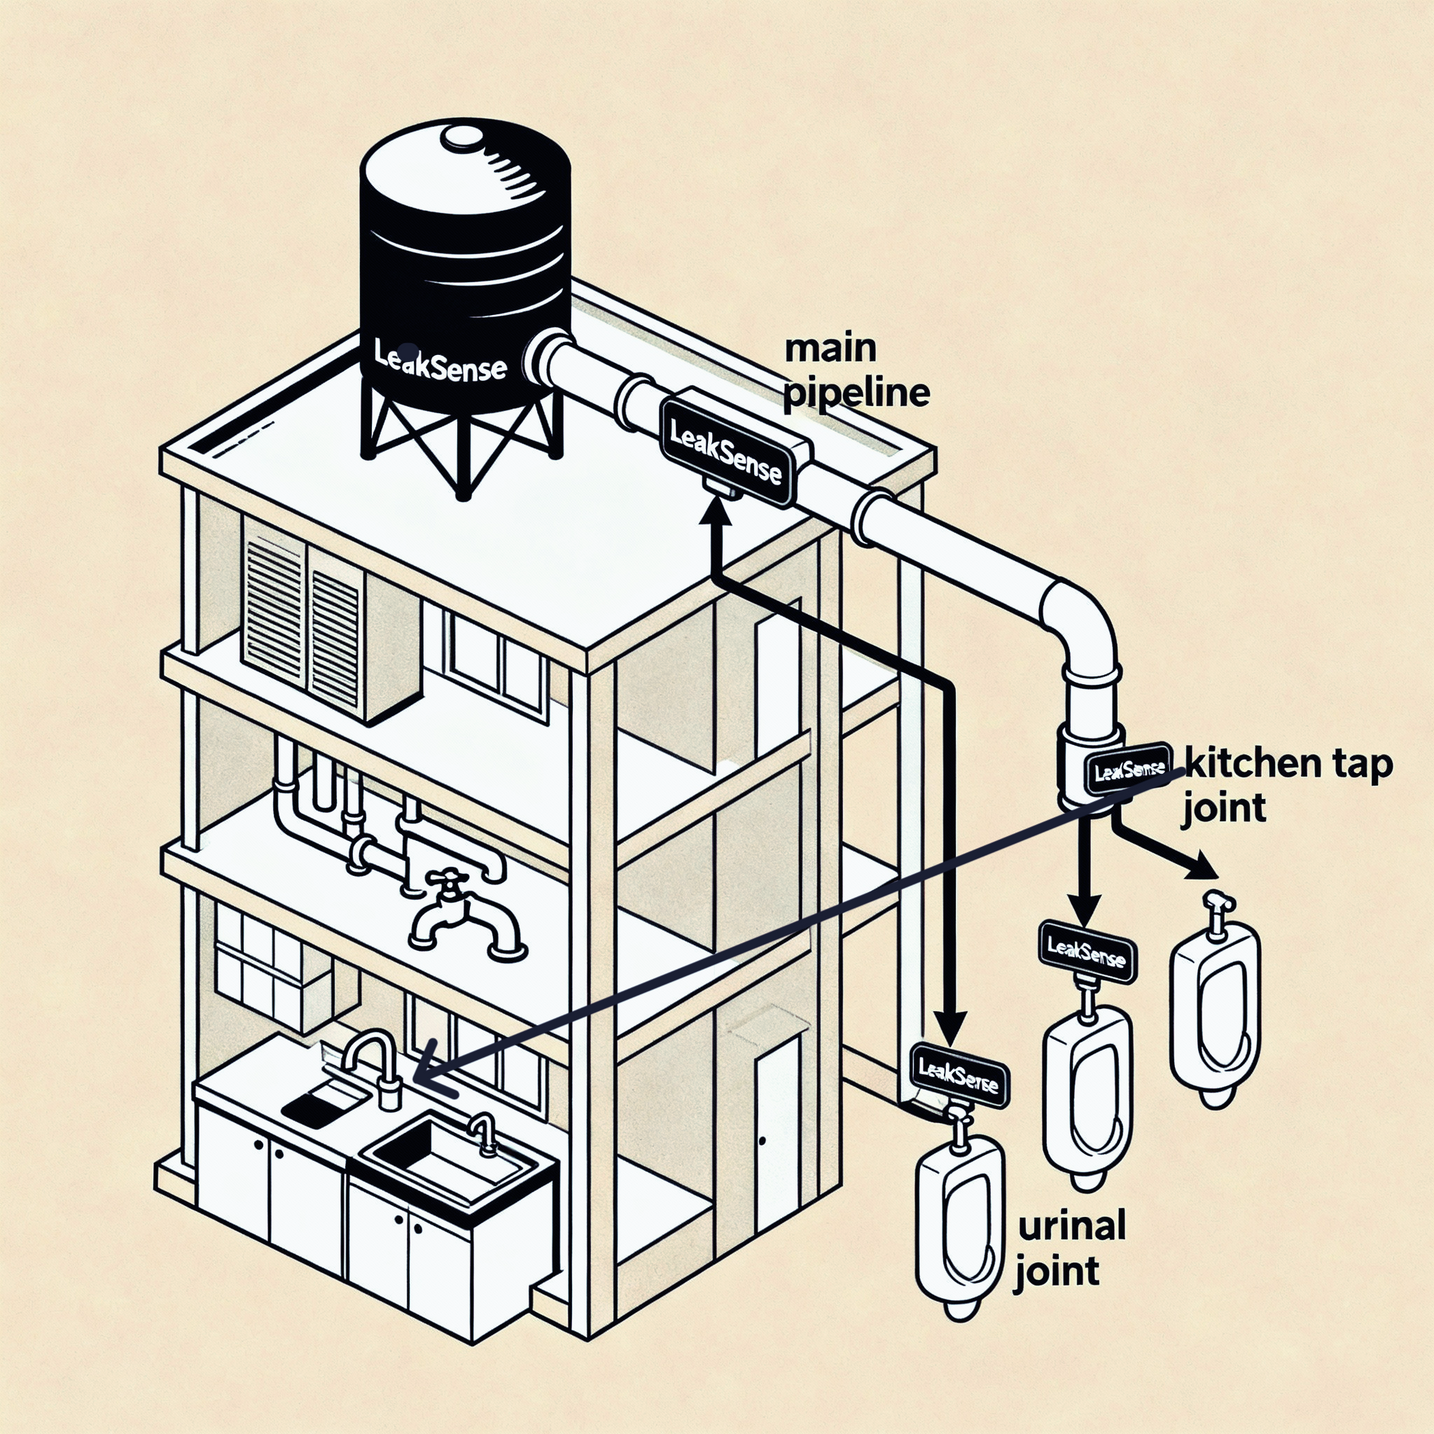 LeakSense
main
pipeline
LeakSense
LeakSense
kitchen tap
joint
LeakSense
LeakSense
urinal
joint